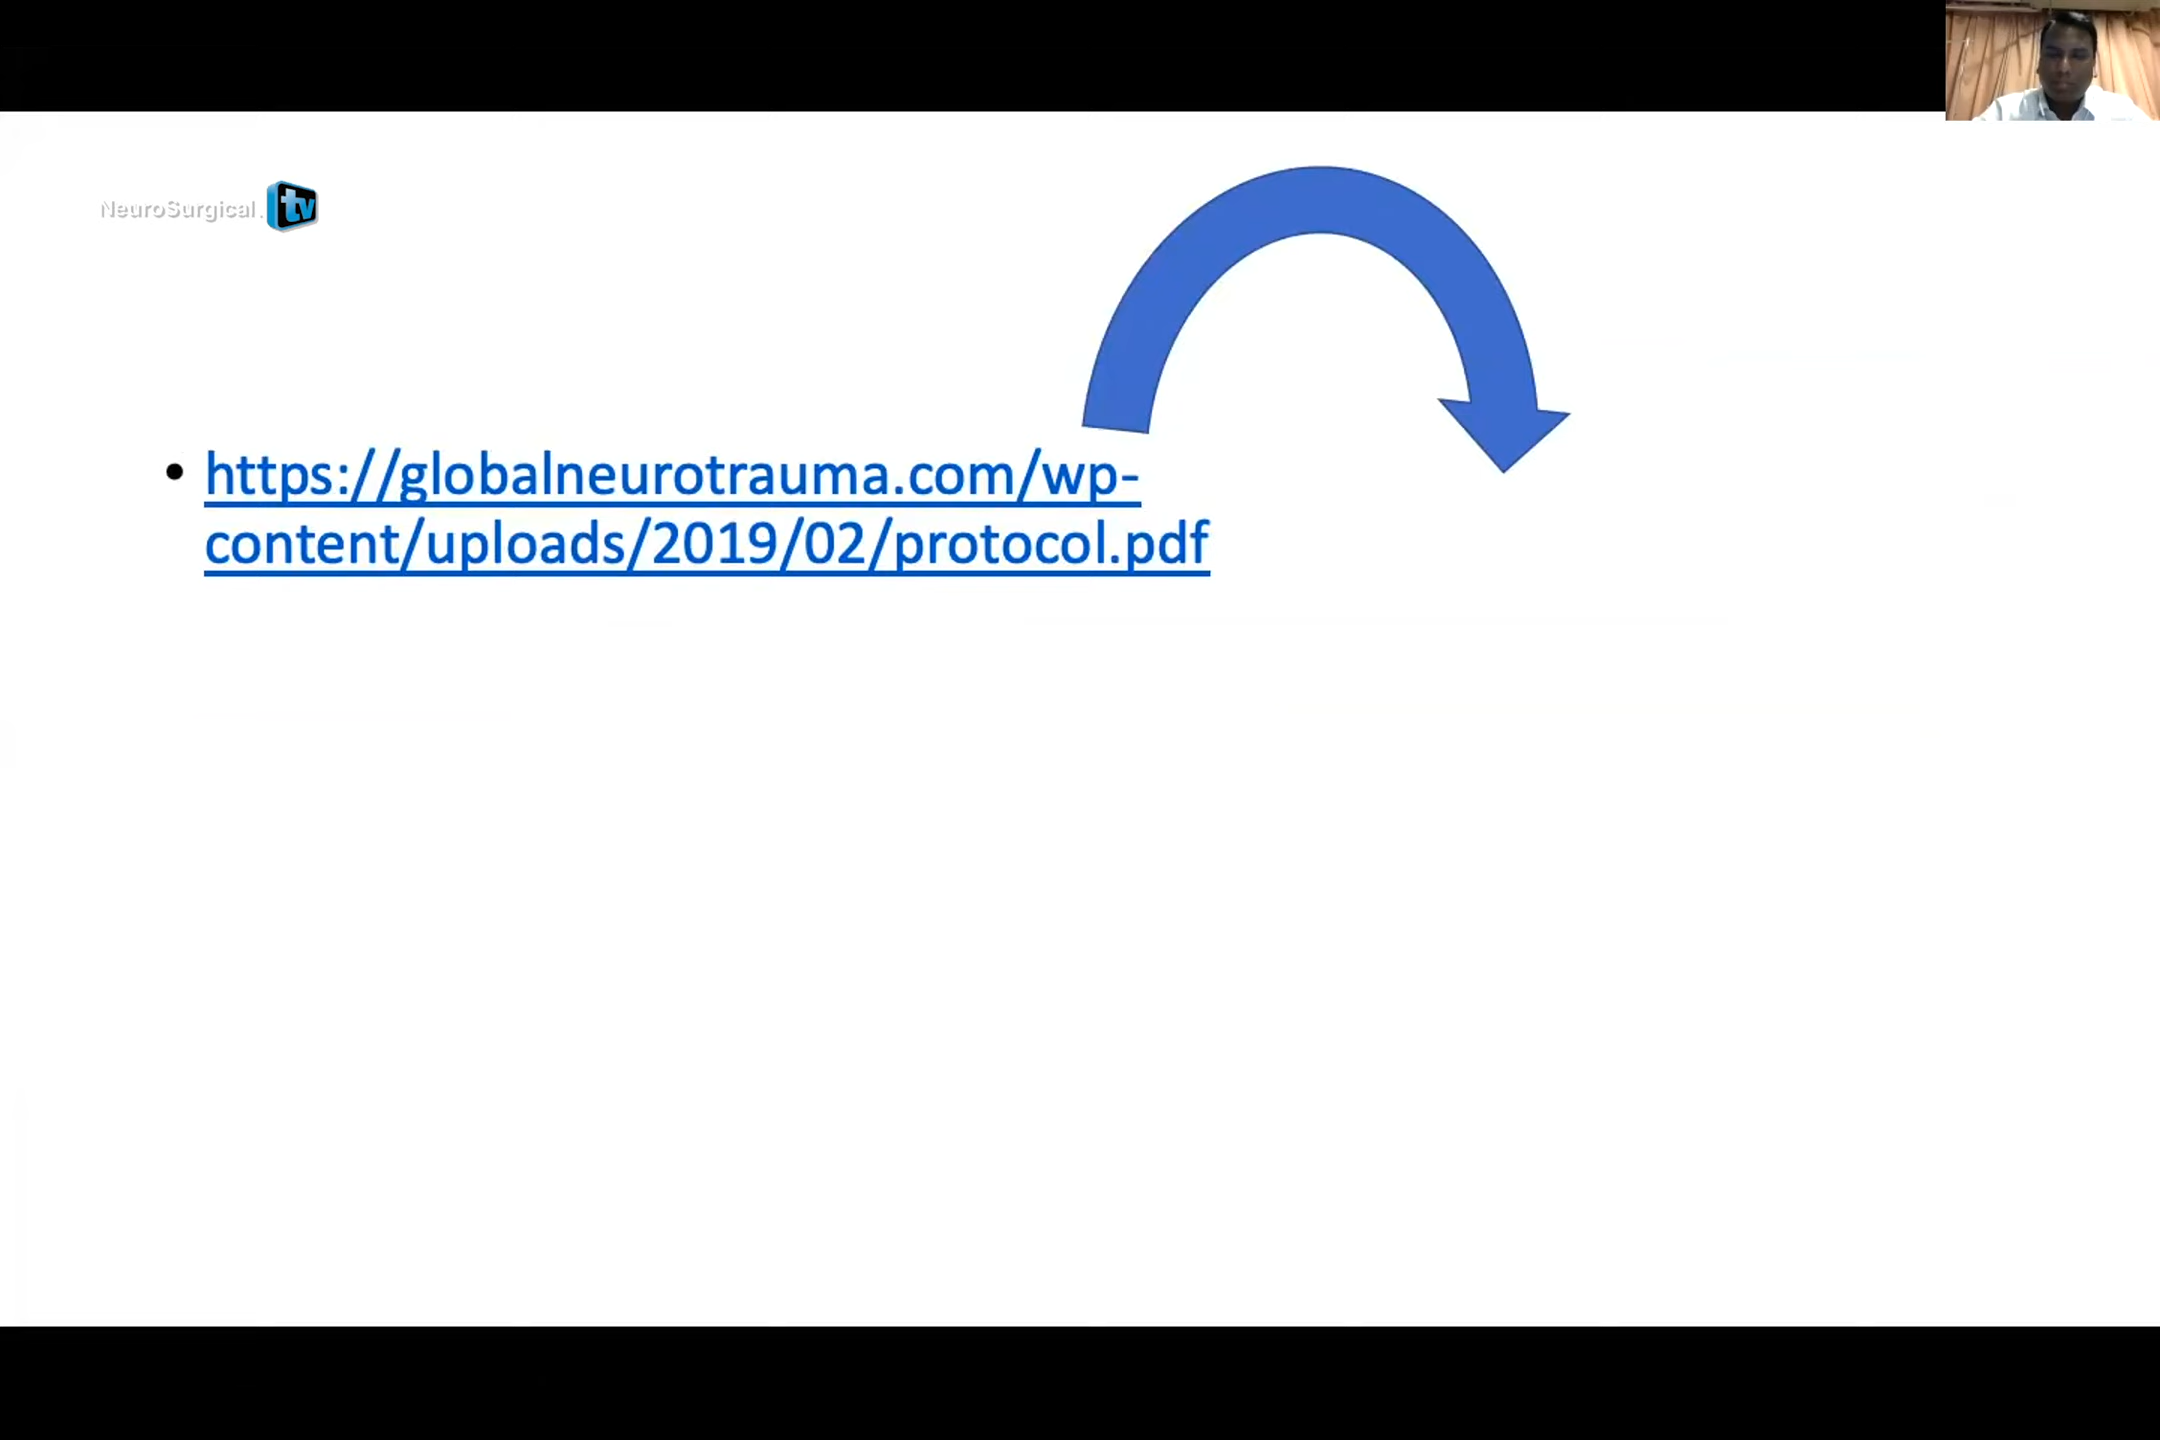 NeuroSurgical. tv
• https://globalneurotrauma.com/wp-
content/uploads/2019/02/protocol.pdf